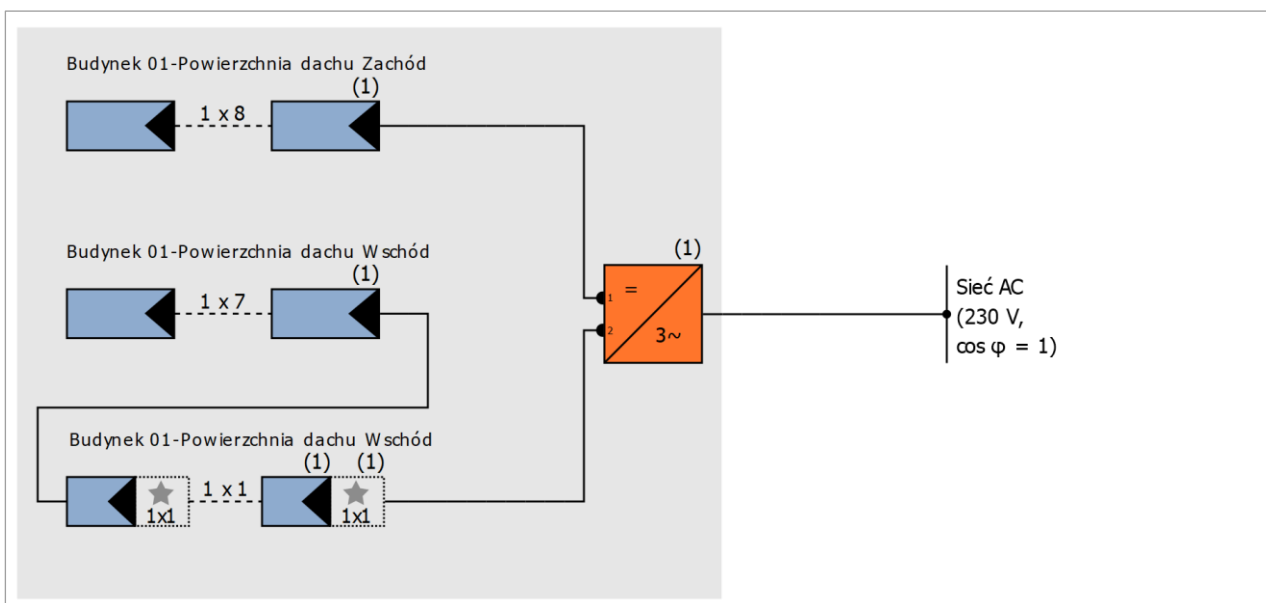 Budynek 01-Powierzchnia dachu Zachód
(1)
1 x 8
Budynek 01-Powierzchnia dachu Wschód
(1)
1 x 7
(1)
1 =
2 3~
Sieć AC
(230 V,
cos φ = 1)
Budynek 01-Powierzchnia dachu Wschód
(1) (1)
1 x 1
1x1 1x1